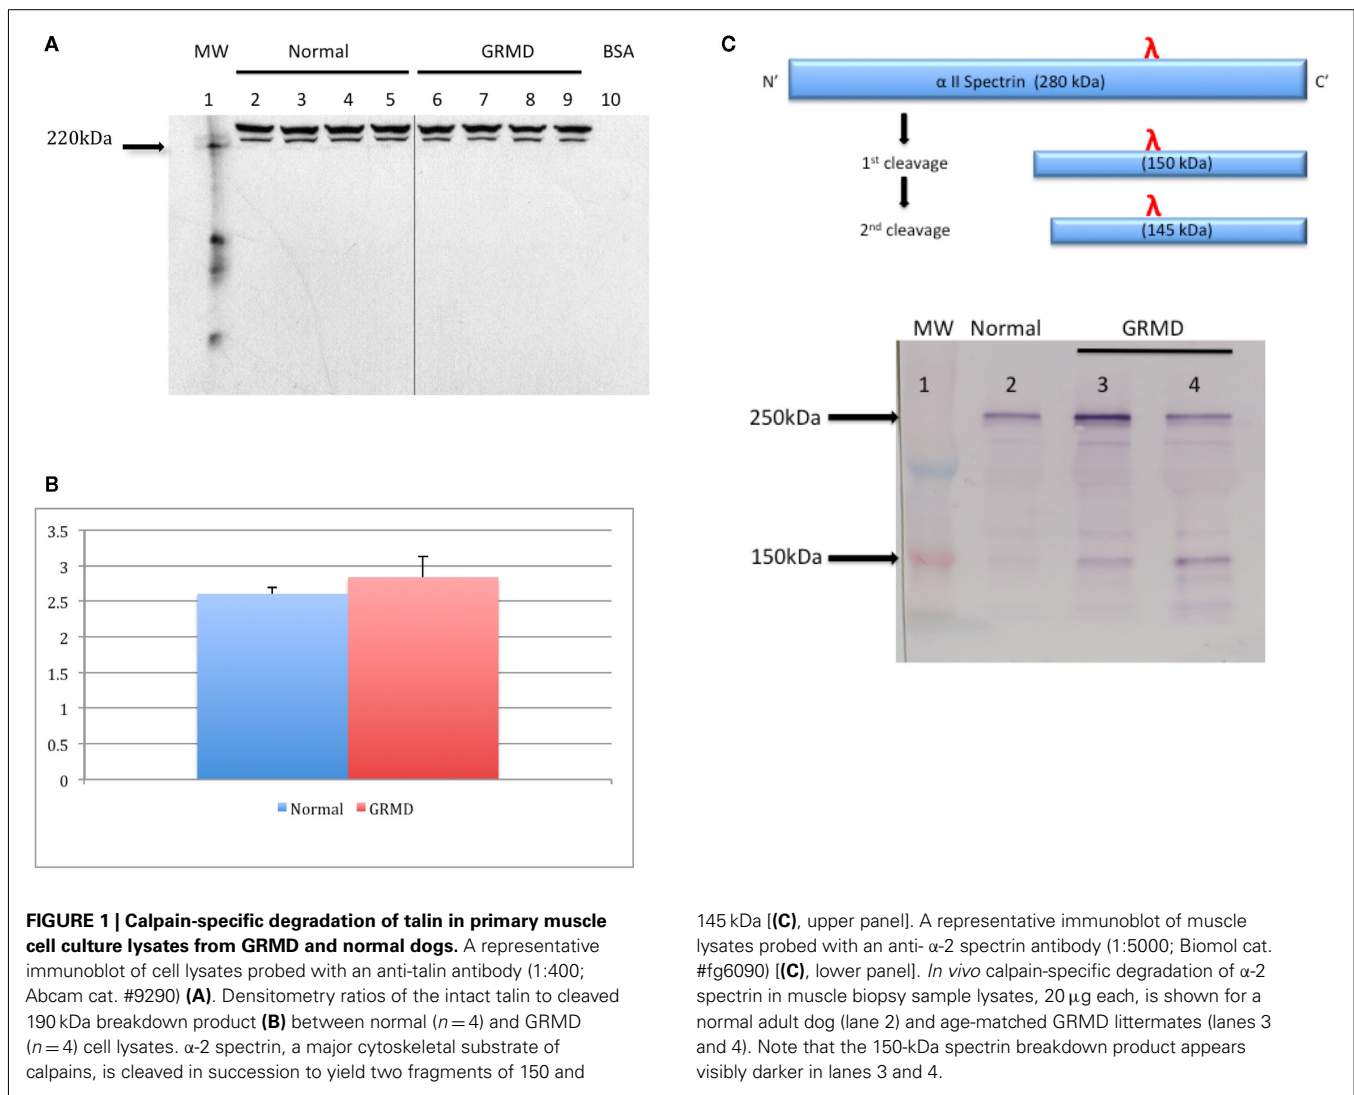 A
MW Normal GRMD BSA
1 2 3 4 5 6 7 8 9 10
220kDa
B
3.5
3
2.5
2
1.5
1
0.5
0
Normal GRMD
C
λ
N' α II Spectrin (280 kDa) C'
λ
1st cleavage (150 kDa)
λ
2nd cleavage (145 kDa)
MW Normal GRMD
1 2 3 4
250kDa
150kDa
FIGURE 1 | Calpain-specific degradation of talin in primary muscle
cell culture lysates from GRMD and normal dogs. A representative
immunoblot of cell lysates probed with an anti-talin antibody (1:400;
Abcam cat. #9290) (A). Densitometry ratios of the intact talin to cleaved
190 kDa breakdown product (B) between normal (n = 4) and GRMD
(n = 4) cell lysates. α-2 spectrin, a major cytoskeletal substrate of
calpains, is cleaved in succession to yield two fragments of 150 and
145 kDa [(C), upper panel]. A representative immunoblot of muscle
lysates probed with an anti- α-2 spectrin antibody (1:5000; Biomol cat.
#fg6090) [(C), lower panel]. In vivo calpain-specific degradation of α-2
spectrin in muscle biopsy sample lysates, 20 μg each, is shown for a
normal adult dog (lane 2) and age-matched GRMD littermates (lanes 3
and 4). Note that the 150-kDa spectrin breakdown product appears
visibly darker in lanes 3 and 4.